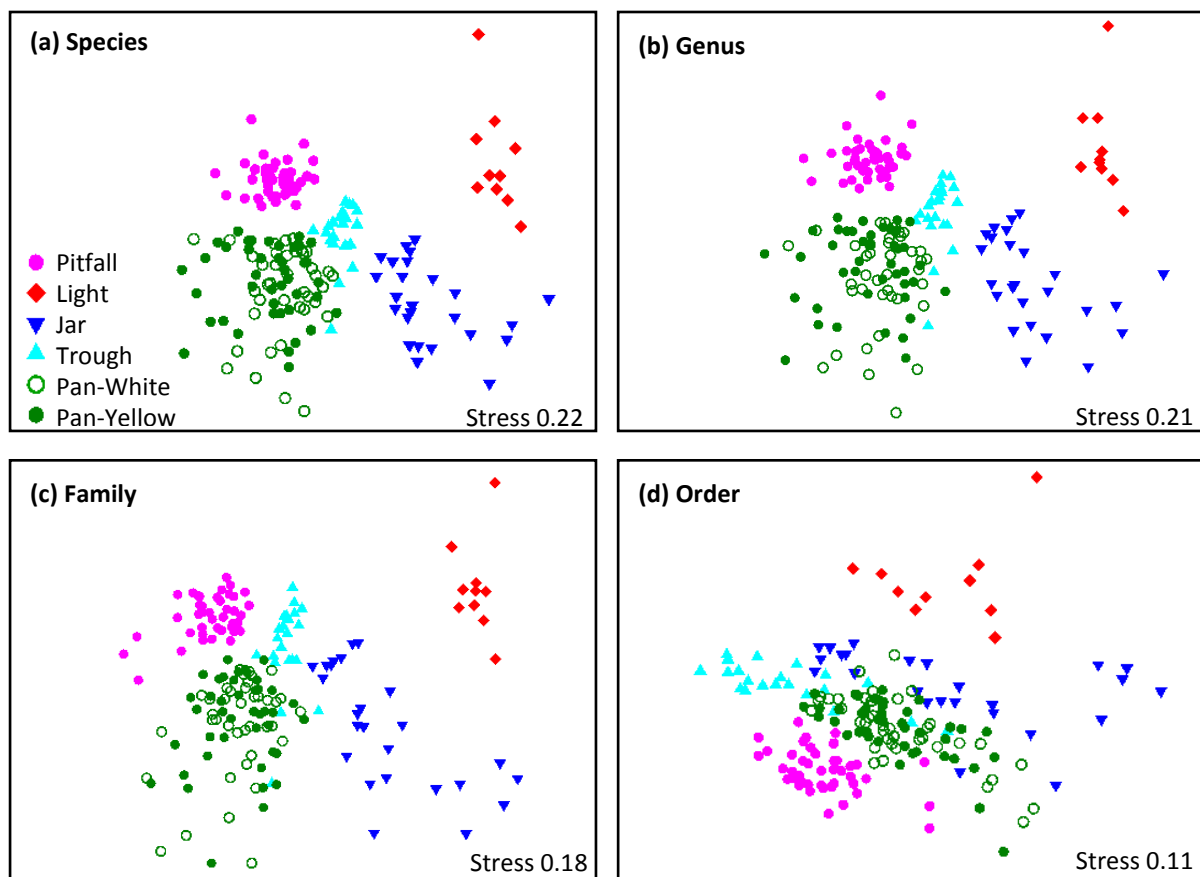 (a) Species
Pitfall
Light
Jar
Trough
Pan-White
Pan-Yellow
Stress 0.22
(b) Genus
Stress 0.21
(c) Family
Stress 0.18
(d) Order
Stress 0.11